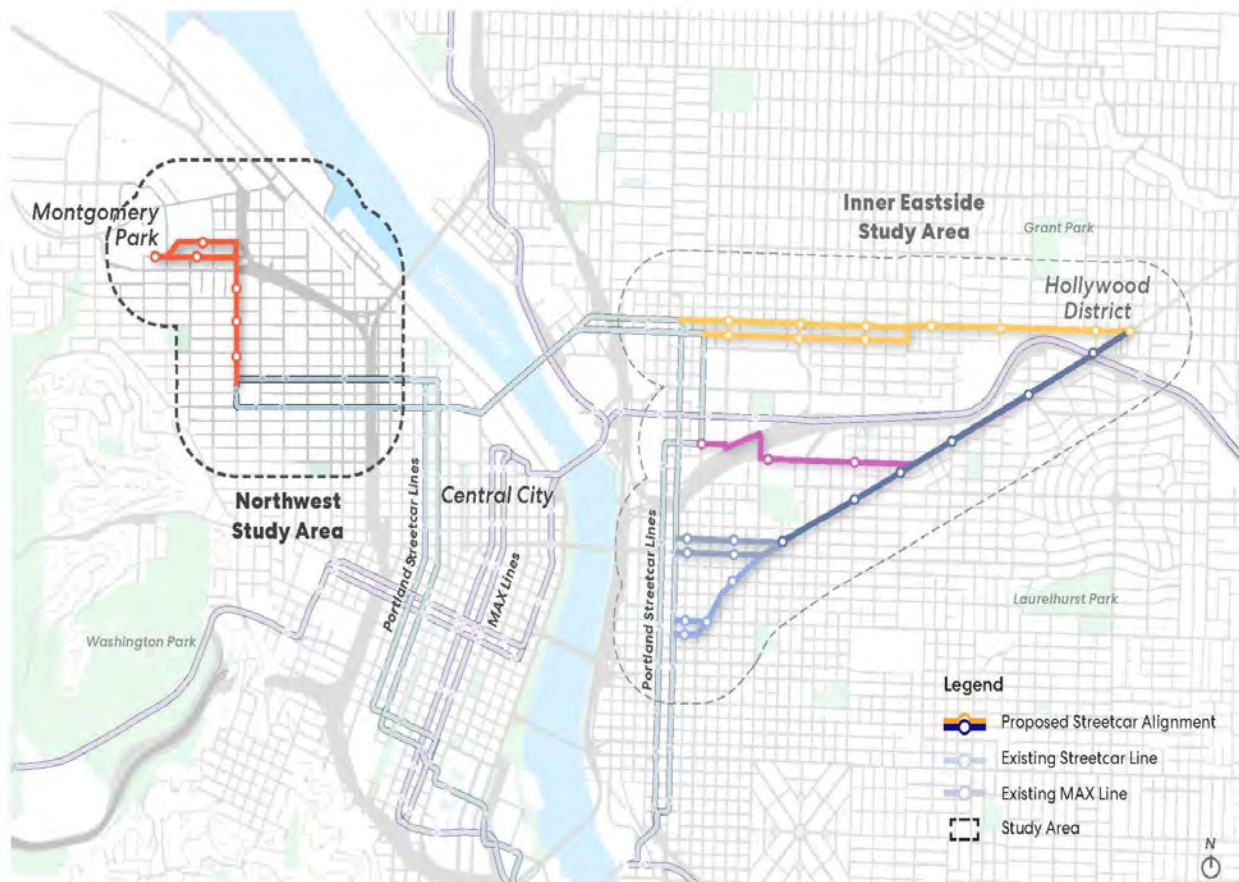 Montgomery
Park
Northwest
Study Area
Inner Eastside
Study Area
Grant Park
Hollywood
District
Central City
Portland Streetcar Lines
MAX Lines
Portland Streetcar Lines
Washington Park
Laurelhurst Park
Legend
Proposed Streetcar Alignment
Existing Streetcar Line
Existing MAX Line
Study Area
N